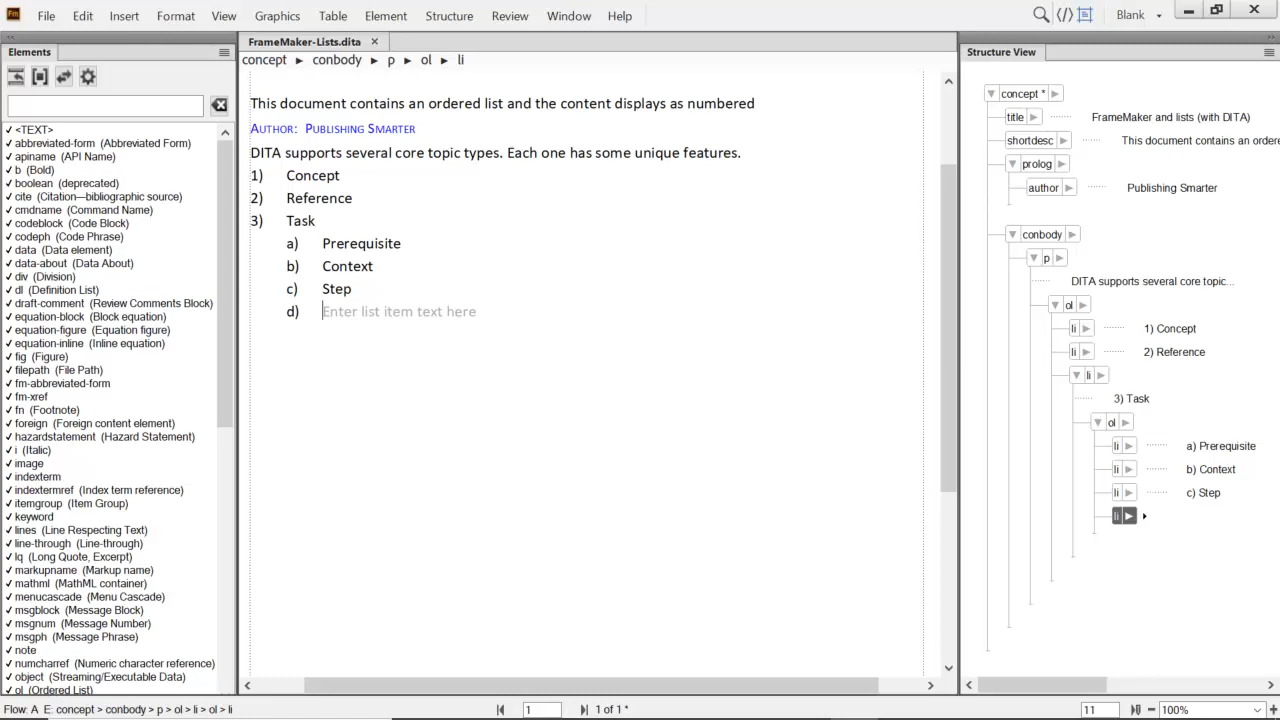 Fm File Edit Insert Format View Graphics Table Element Structure Review Window Help Blank
Elements
<TEXT>
abbreviated-form (Abbreviated Form)
apiname (API Name)
b (Bold)
boolean (deprecated)
cite (Citation—bibliographic source)
cmdname (Command Name)
codeblock (Code Block)
codeph (Code Phrase)
data (Data element)
data-about (Data About)
div (Division)
dl (Definition List)
draft-comment (Review Comments Block)
equation-block (Block equation)
equation-figure (Equation figure)
equation-inline (Inline equation)
fig (Figure)
filepath (File Path)
fm-abbreviated-form
fm-xref
fn (Footnote)
foreign (Foreign content element)
hazardstatement (Hazard Statement)
i (Italic)
image
indexterm
indextermref (Index term reference)
itemgroup (Item Group)
keyword
lines (Line Respecting Text)
line-through (Line-through)
lq (Long Quote, Excerpt)
markupname (Markup name)
mathml (MathML container)
menucascade (Menu Cascade)
msgblock (Message Block)
msgnum (Message Number)
msgph (Message Phrase)
note
numcharref (Numeric character reference)
object (Streaming/Executable Data)
ol (Ordered List)
FrameMaker-Lists.dita
concept conbody p ol li
This document contains an ordered list and the content displays as numbered
Author: Publishing Smarter
DITA supports several core topic types. Each one has some unique features.
1) Concept
2) Reference
3) Task
a) Prerequisite
b) Context
c) Step
d) Enter list item text here
Structure View
concept *
title FrameMaker and lists (with DITA)
shortdesc This document contains an ordere
prolog
author Publishing Smarter
conbody
p
DITA supports several core topic...
ol
li 1) Concept
li 2) Reference
li
3) Task
ol
li a) Prerequisite
li b) Context
li c) Step
li
Flow: A E: concept > conbody > p > ol > li > ol > li
1 1 of 1 * 11 100%